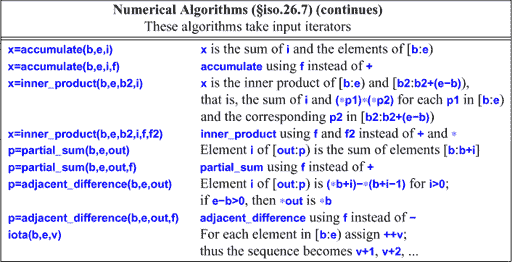 Numerical Algorithms (§iso.26.7) (continues)
These algorithms take input iterators
x=accumulate(b,e,i) x is the sum of i and the elements of [b:e)
x=accumulate(b,e,i,f) accumulate using f instead of +
x=inner_product(b,e,b2,i) x is the inner product of [b:e) and [b2:b2+(e−b)),
that is, the sum of i and (∗p1)∗(∗p2) for each p1 in [b:e)
and the corresponding p2 in [b2:b2+(e−b))
x=inner_product(b,e,b2,i,f,f2) inner_product using f and f2 instead of + and ∗
p=partial_sum(b,e,out) Element i of [out:p) is the sum of elements [b:b+i]
p=partial_sum(b,e,out,f) partial_sum using f instead of +
p=adjacent_difference(b,e,out) Element i of [out:p) is (∗b+i)−∗(b+i−1) for i>0;
if e−b>0, then ∗out is ∗b
p=adjacent_difference(b,e,out,f) adjacent_difference using f instead of −
iota(b,e,v) For each element in [b:e) assign ++v;
thus the sequence becomes v+1, v+2, ...